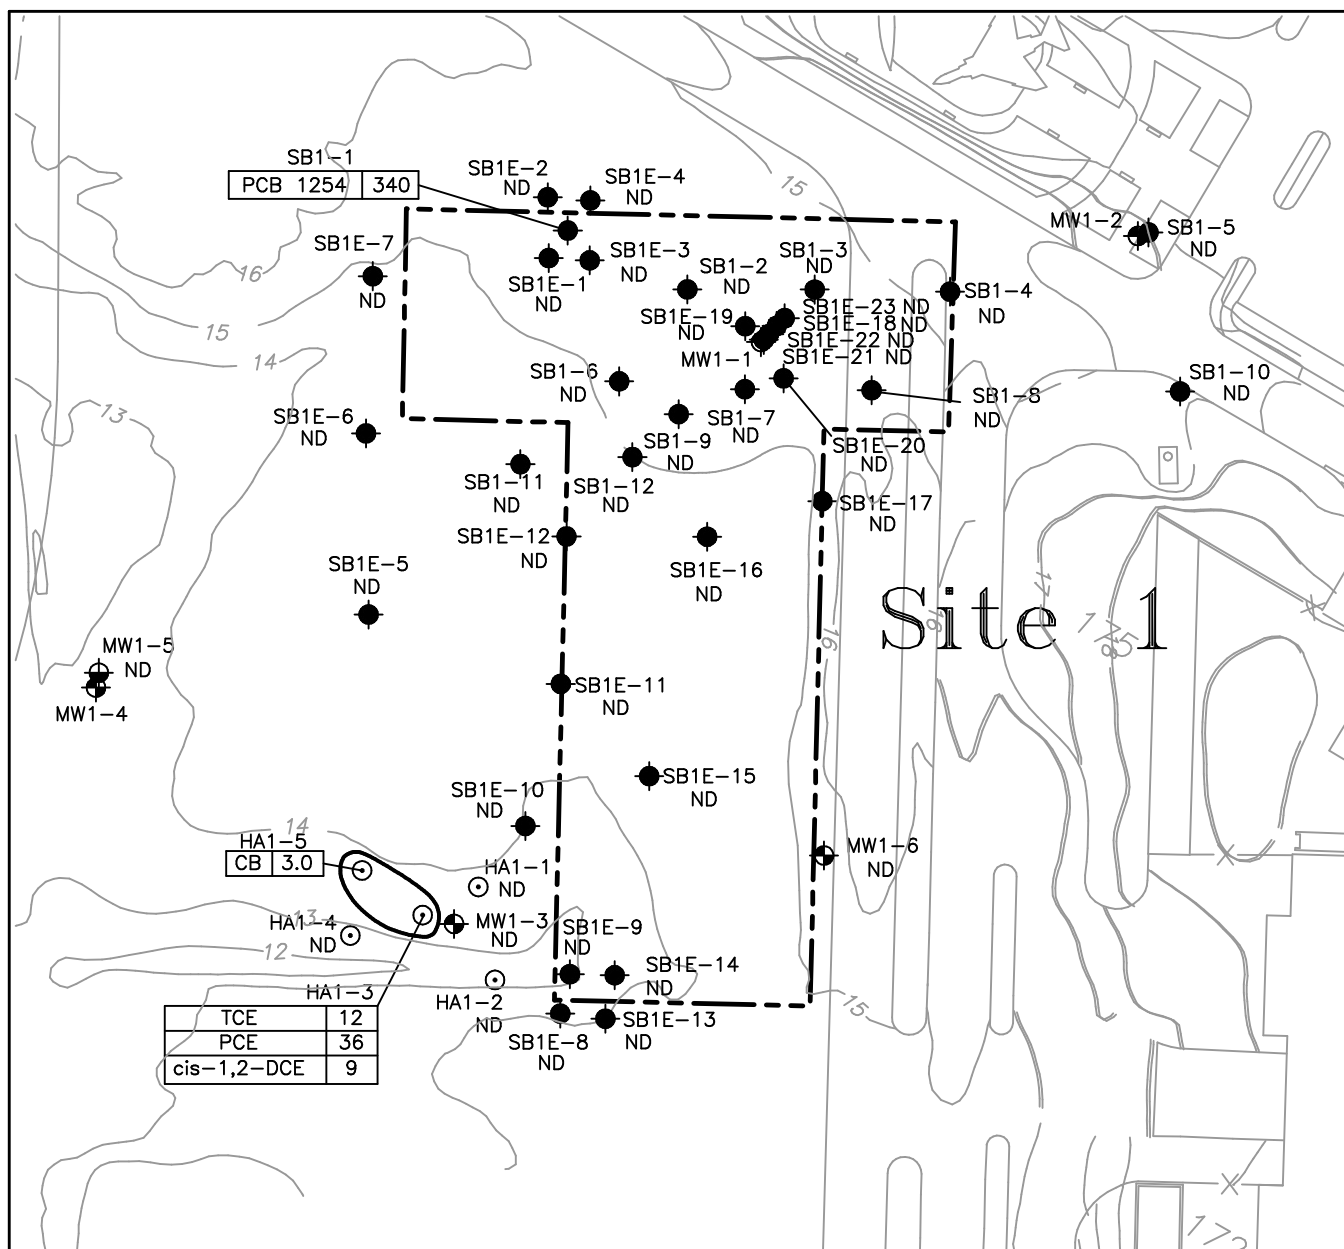 SB1-1
PCB 1254 340
SB1E-2
ND
SB1E-4
ND
15
MW1-2
SB1-5
ND
SB1E-7
ND
16
SB1E-1
ND
SB1E-3
ND
SB1-2
ND
SB1-3
ND
SB1-4
ND
15
SB1E-19
ND
SB1E-23 ND
SB1E-18 ND
SB1E-22 ND
SB1E-21 ND
MW1-1
14
SB1-6
ND
SB1-7
ND
SB1-8
ND
SB1-10
ND
13
SB1E-6
ND
SB1-9
ND
SB1E-20
ND
SB1-11
ND
SB1-12
ND
SB1E-17
ND
SB1E-12
ND
SB1E-16
ND
SB1E-5
ND
Site 1
17
16
16
175
178
MW1-5
ND
MW1-4
SB1E-11
ND
SB1E-15
ND
SB1E-10
ND
14
HA1-5
CB 3.0
HA1-1
ND
MW1-6
ND
13
HA1-4
ND
MW1-3
ND
SB1E-9
ND
12
SB1E-14
ND
HA1-3
HA1-2
ND
15
TCE 12
PCE 36
cis-1,2-DCE 9
SB1E-8
ND
SB1E-13
ND